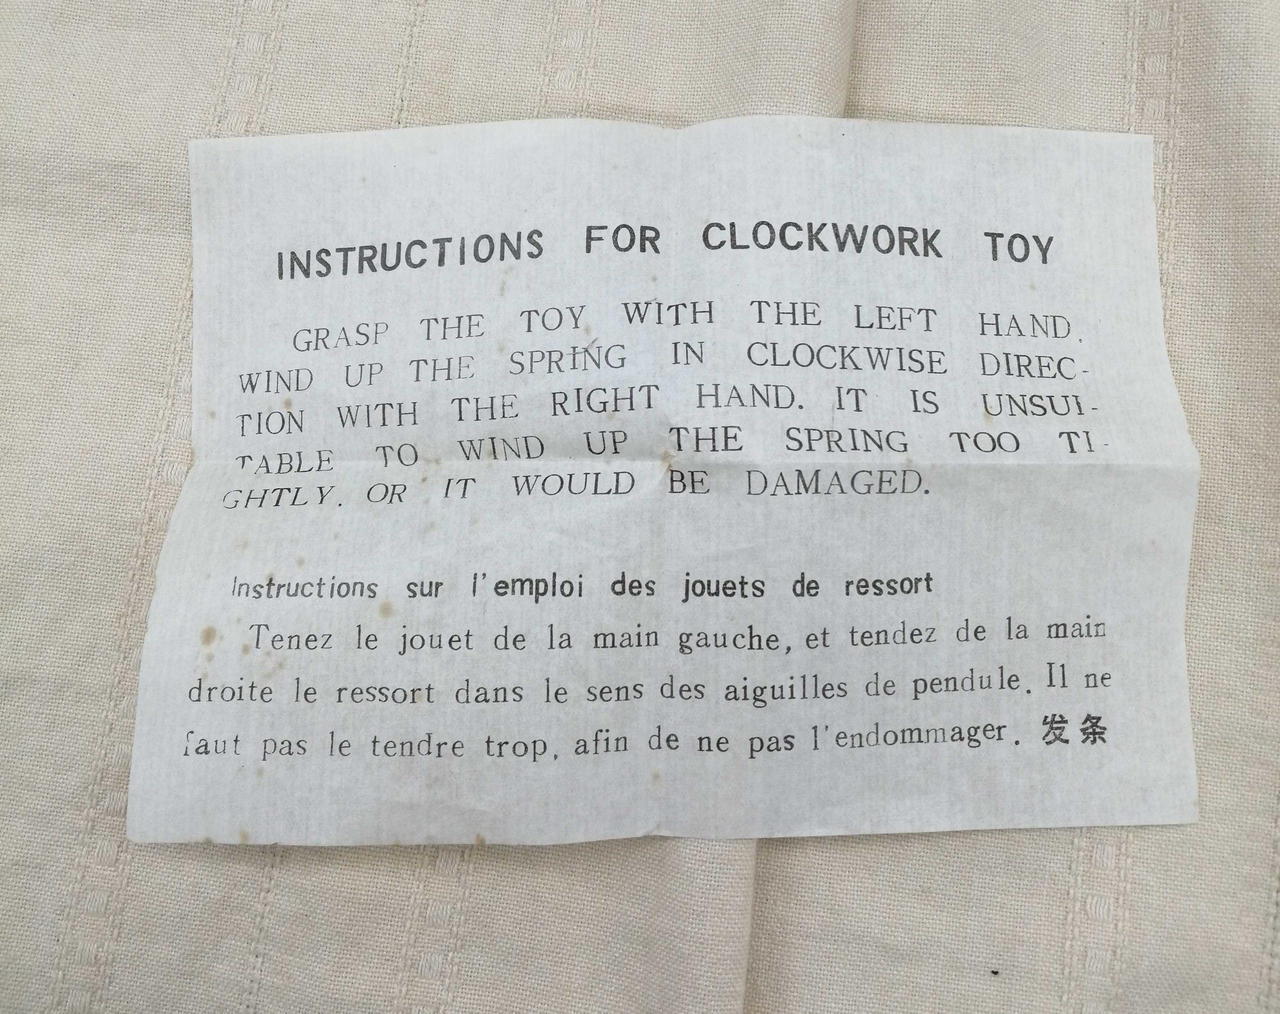 INSTRUCTIONS FOR CLOCKWORK TOY
GRASP THE TOY WITH THE LEFT HAND.
WIND UP THE SPRING IN CLOCKWISE DIREC-
TION WITH THE RIGHT HAND. IT IS UNSUI-
TABLE TO WIND UP THE SPRING TOO TI-
GHTLY. OR IT WOULD BE DAMAGED.
Instructions sur l'emploi des jouets de ressort
Tenez le jouet de la main gauche, et tendez de la main
droite le ressort dans le sens des aiguilles de pendule. Il ne
faut pas le tendre trop, afin de ne pas l'endommager. 发条